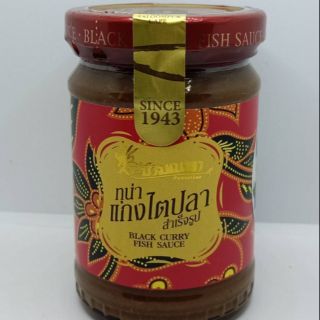 BLACK
FISH SAUCE
SINCE
1943
ทูน่า
แกงไตปลา
สำเร็จรูป
BLACK CURRY
FISH SAUCE